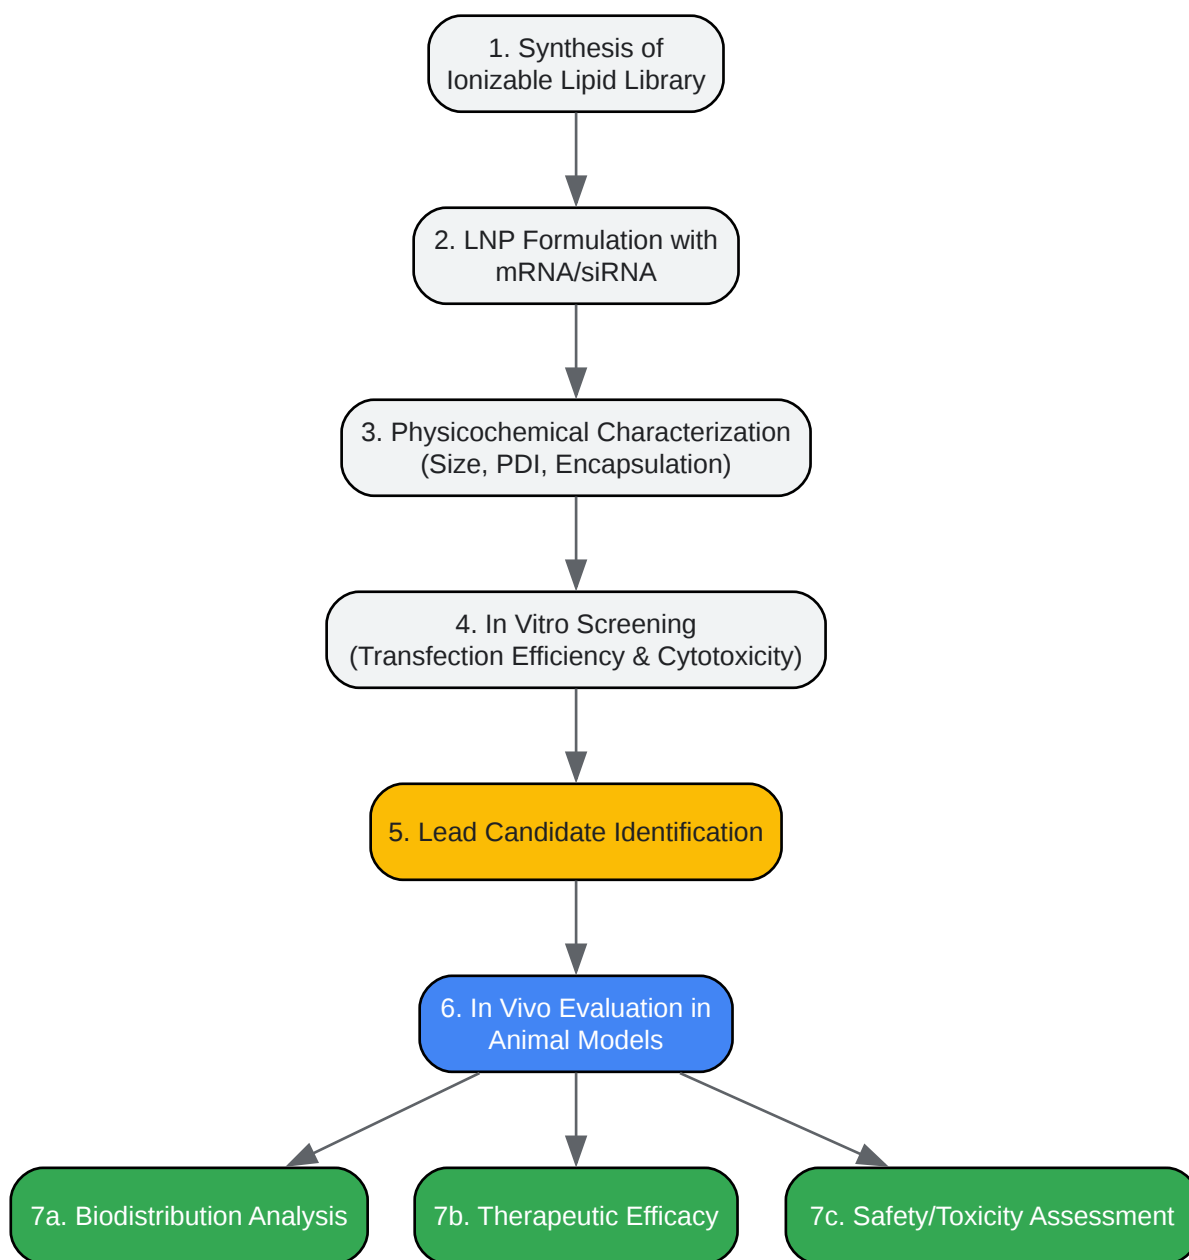 1. Synthesis of
Ionizable Lipid Library
2. LNP Formulation with
mRNA/siRNA
3. Physicochemical Characterization
(Size, PDI, Encapsulation)
4. In Vitro Screening
(Transfection Efficiency & Cytotoxicity)
5. Lead Candidate Identification
6. In Vivo Evaluation in
Animal Models
7a. Biodistribution Analysis
7b. Therapeutic Efficacy
7c. Safety/Toxicity Assessment